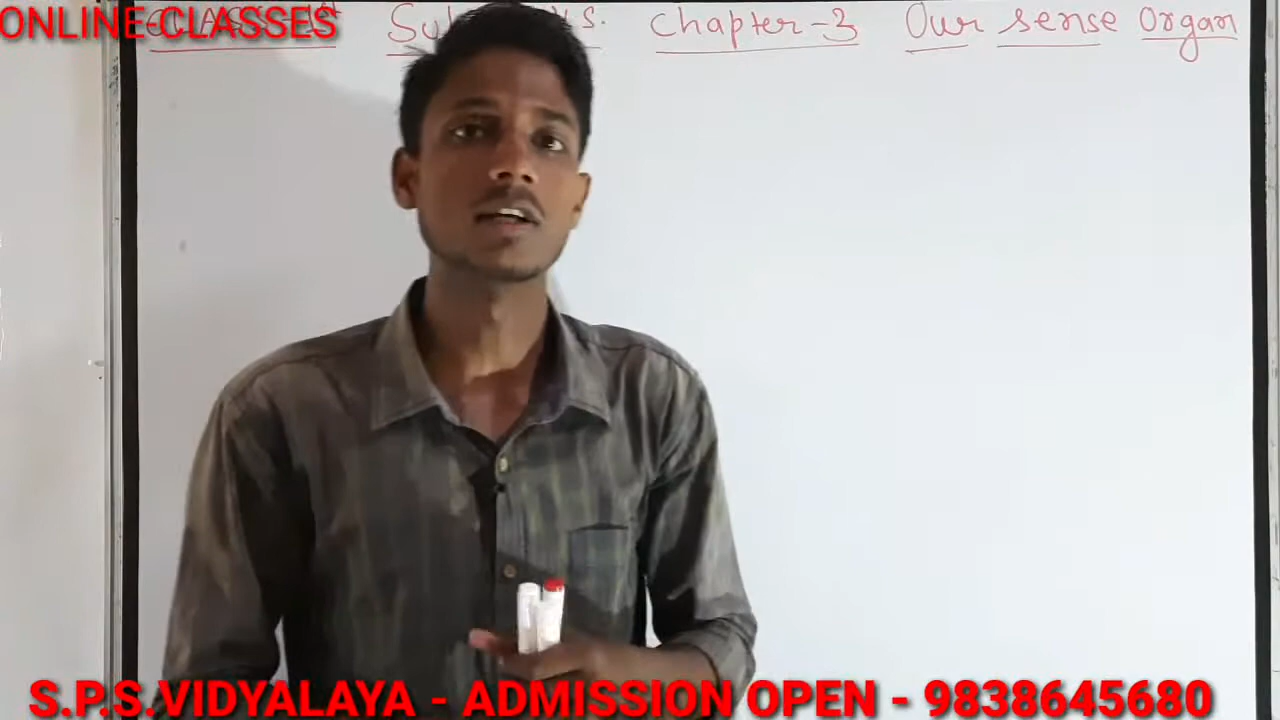 ONLINE CLASSES
Chapter-3 Our sense Organ
S.P.S.VIDYALAYA - ADMISSION OPEN - 9838645680